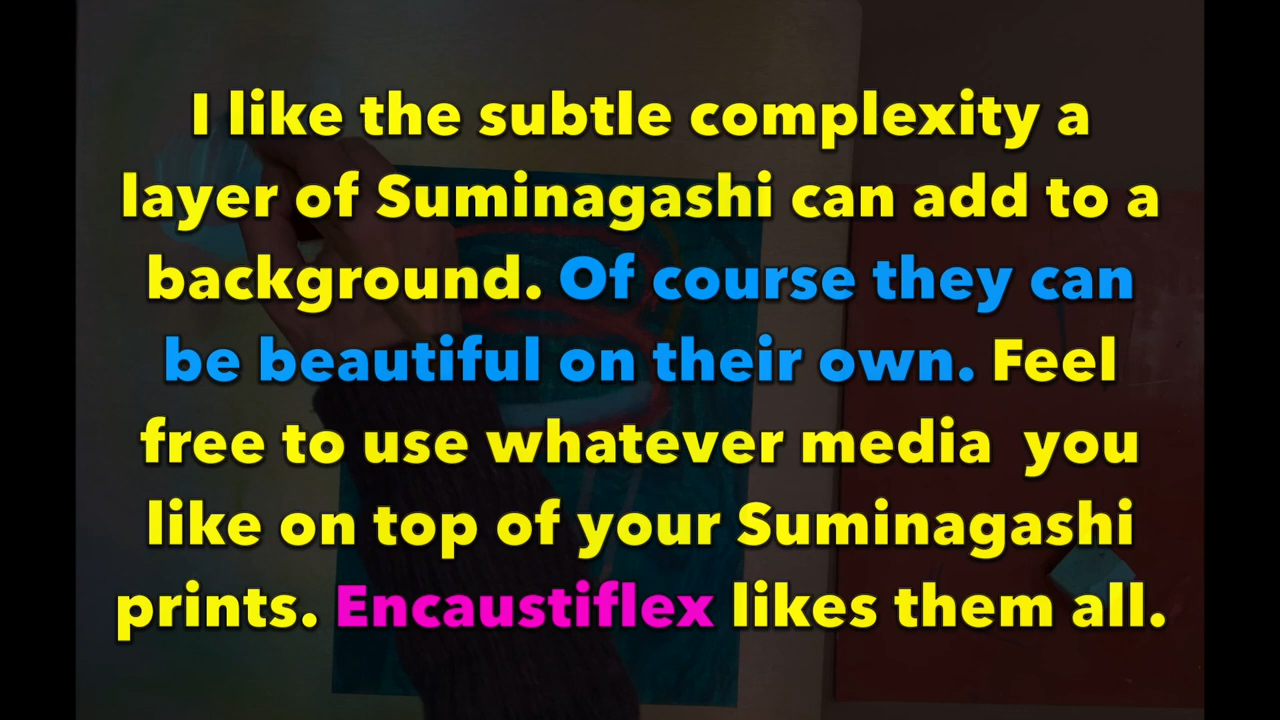 I like the subtle complexity a
layer of Suminagashi can add to a
background. Of course they can
be beautiful on their own. Feel
free to use whatever media  you
like on top of your Suminagashi
prints. Encaustiflex likes them all.